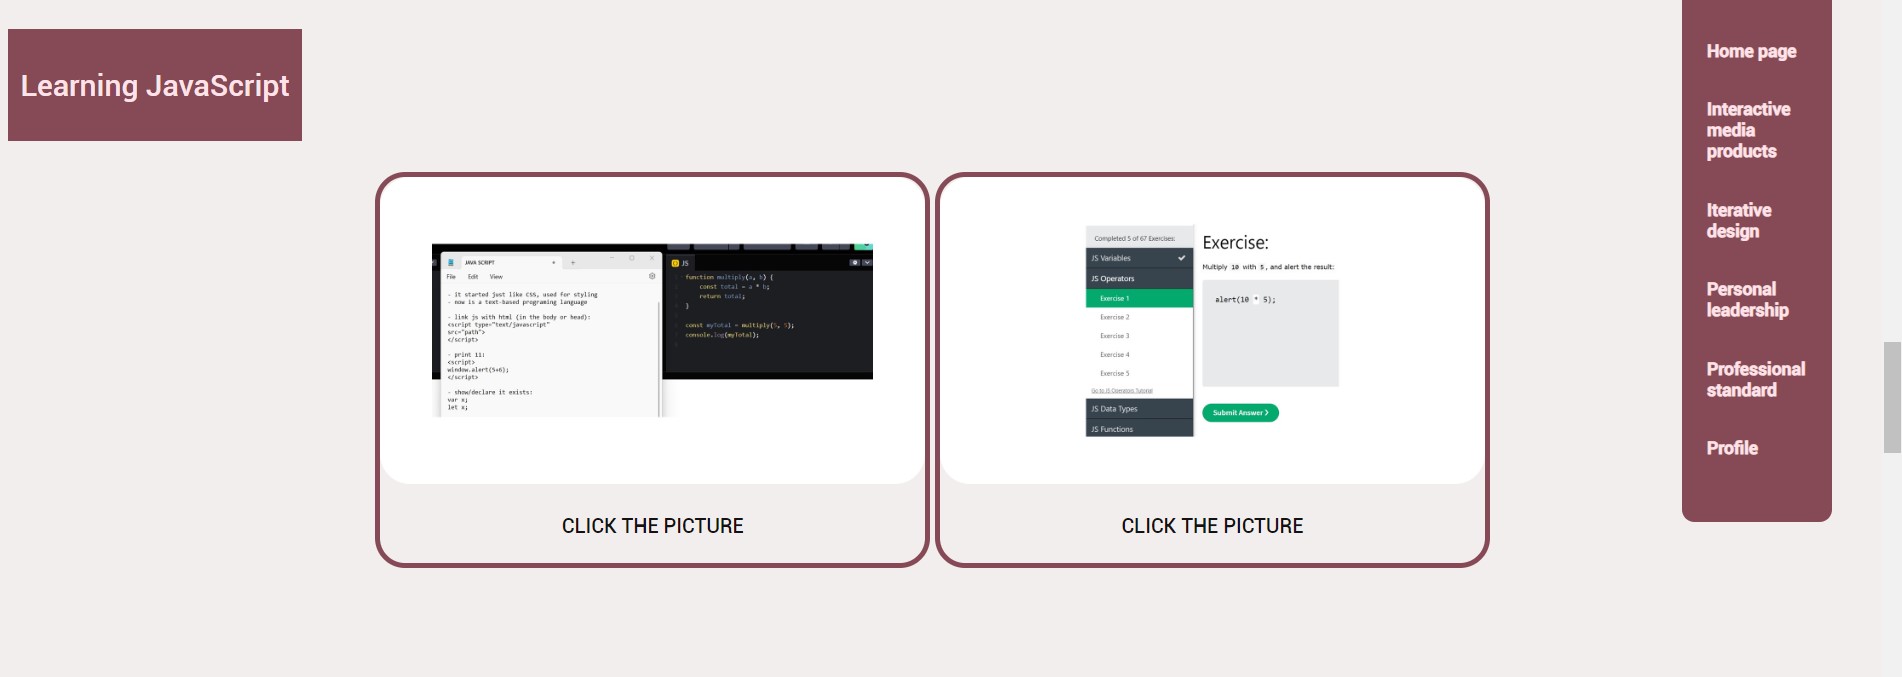 Learning JavaScript
Home page
Interactive
media
products
Iterative
design
Personal
leadership
Professional
standard
Profile
JAVA SCRIPT
File Edit View
- it started just like CSS, used for styling
- now is a text-based programing language
- link js with html (in the body or head):
<script type="text/javascript"
src="path">
</script>
- print 11:
<script>
window.alert(5+6);
</script>
- show/declare it exists:
var x;
let x;
JS
function multiply(a, b) {
const total = a * b;
return total;
}
const myTotal = multiply(5, 5);
console.log(myTotal);
CLICK THE PICTURE
Completed 5 of 67 Exercises:
JS Variables
JS Operators
Exercise 1
Exercise 2
Exercise 3
Exercise 4
Exercise 5
Go to JS Operators Tutorial
JS Data Types
JS Functions
Exercise:
Multiply 10 with 5, and alert the result:
alert(10 * 5);
Submit Answer ❯
CLICK THE PICTURE